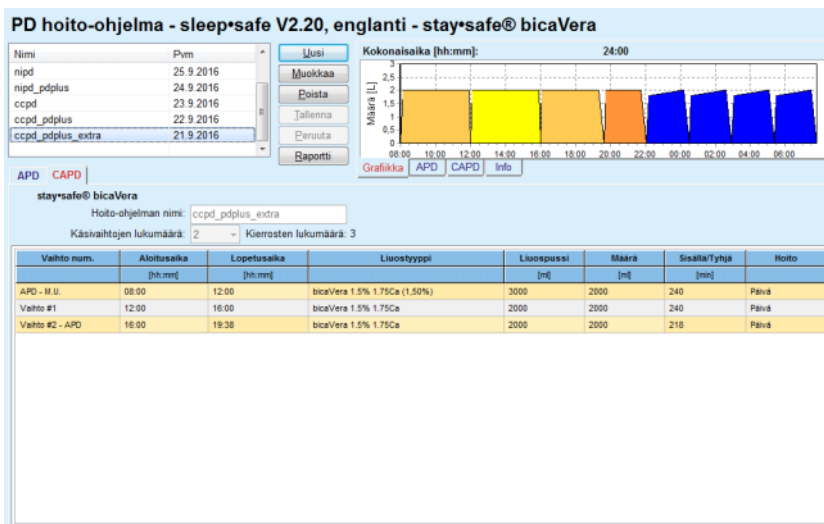 PD hoito-ohjelma - sleep•safe V2.20, englanti - stay•safe® bicaVera
Nimi Pvm
nipd 25.9.2016
nipd_pdplus 24.9.2016
ccpd 23.9.2016
ccpd_pdplus 22.9.2016
ccpd_pdplus_extra 21.9.2016
Uusi
Muokkaa
Poista
Tallenna
Peruuta
Raportti
Kokonaisaika [hh:mm]: 24:00
Määrä [L]
3
2,5
2
1,5
1
0,5
0
08:00 10:00 12:00 14:00 16:00 18:00 20:00 22:00 00:00 02:00 04:00 06:00
Grafiikka APD CAPD Info
APD CAPD
stay•safe® bicaVera
Hoito-ohjelman nimi: ccpd_pdplus_extra
Käsivaihtojen lukumäärä: 2 Kierrosten lukumäärä: 3
Vaihto num. Aloitusaika Lopetusaika Liuostyyppi Liuospussi Määrä Sisällä/Tyhjä Hoito
[hh:mm] [hh:mm] [ml] [ml] [min]
APD - M.U. 08:00 12:00 bicaVera 1.5% 1.75Ca (1,50%) 3000 2000 240 Päivä
Vaihto #1 12:00 16:00 bicaVera 1.5% 1.75Ca 2000 2000 240 Päivä
Vaihto #2 - APD 16:00 19:38 bicaVera 1.5% 1.75Ca 2000 2000 218 Päivä